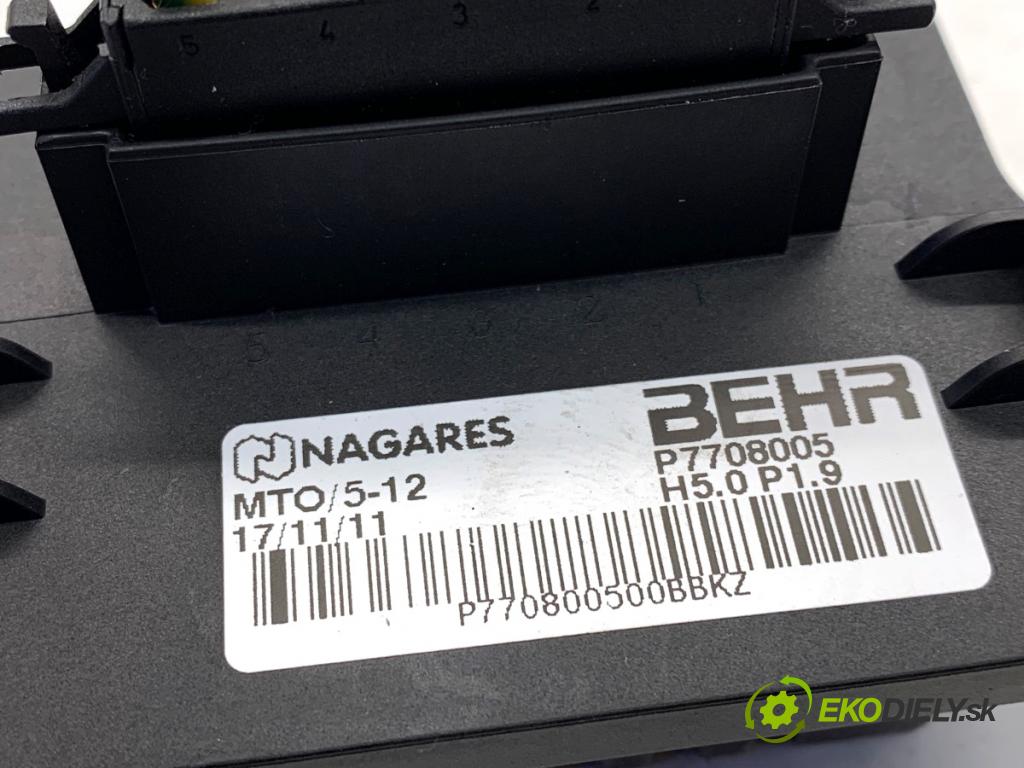 5 4 3 2
5 4 3 2 1
NAGARES
BEHR
MTO/5-12
P7708005
17/11/11
H5.0 P1.9
P770800500BBKZ
EKODIELY.sk